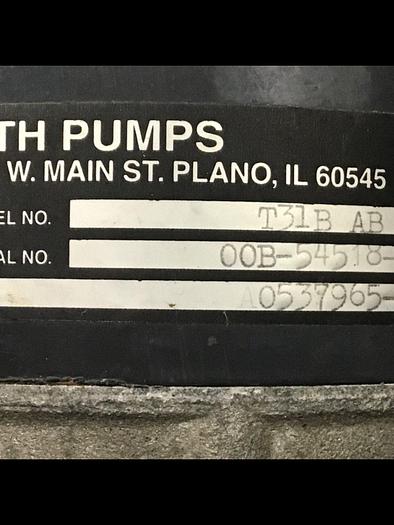 TH PUMPS
W. MAIN ST. PLANO, IL 60545
EL NO. T31B AB
AL NO. 00B-54518-
A0537965-